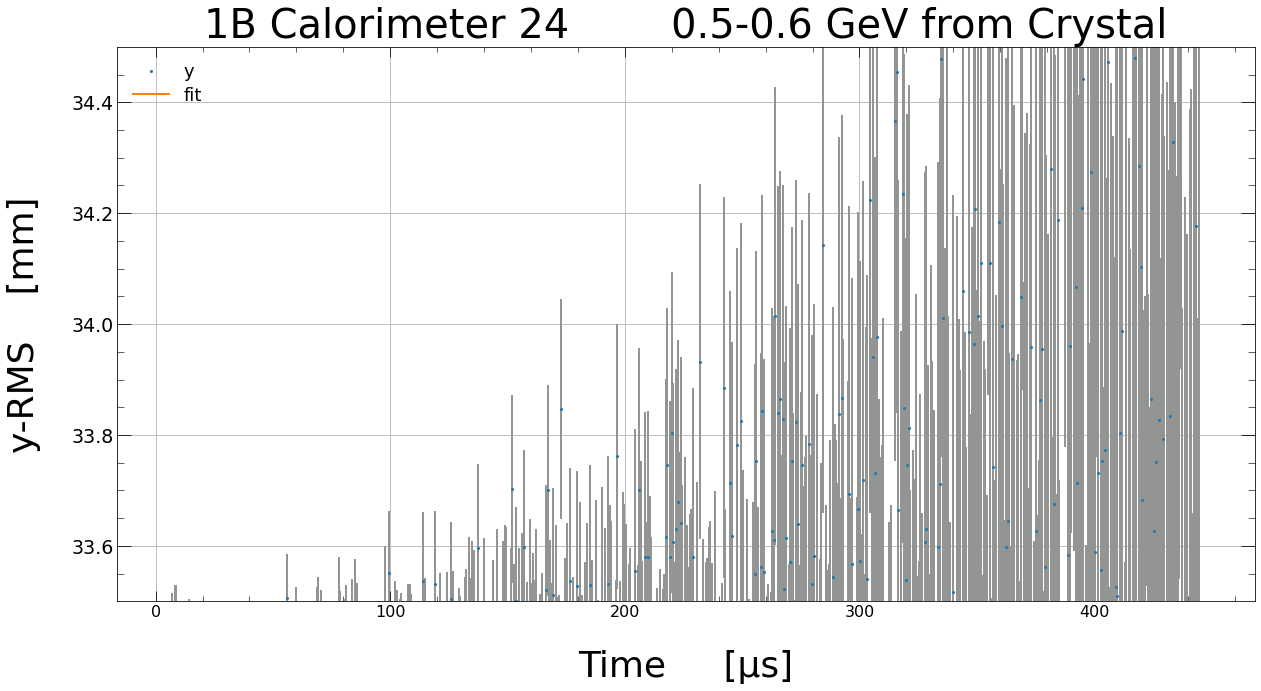 1B Calorimeter 24 0.5-0.6 GeV from Crystal
y
fit
34.4
34.2
34.0
33.8
33.6
y-RMS [mm]
0 100 200 300 400
Time [µs]